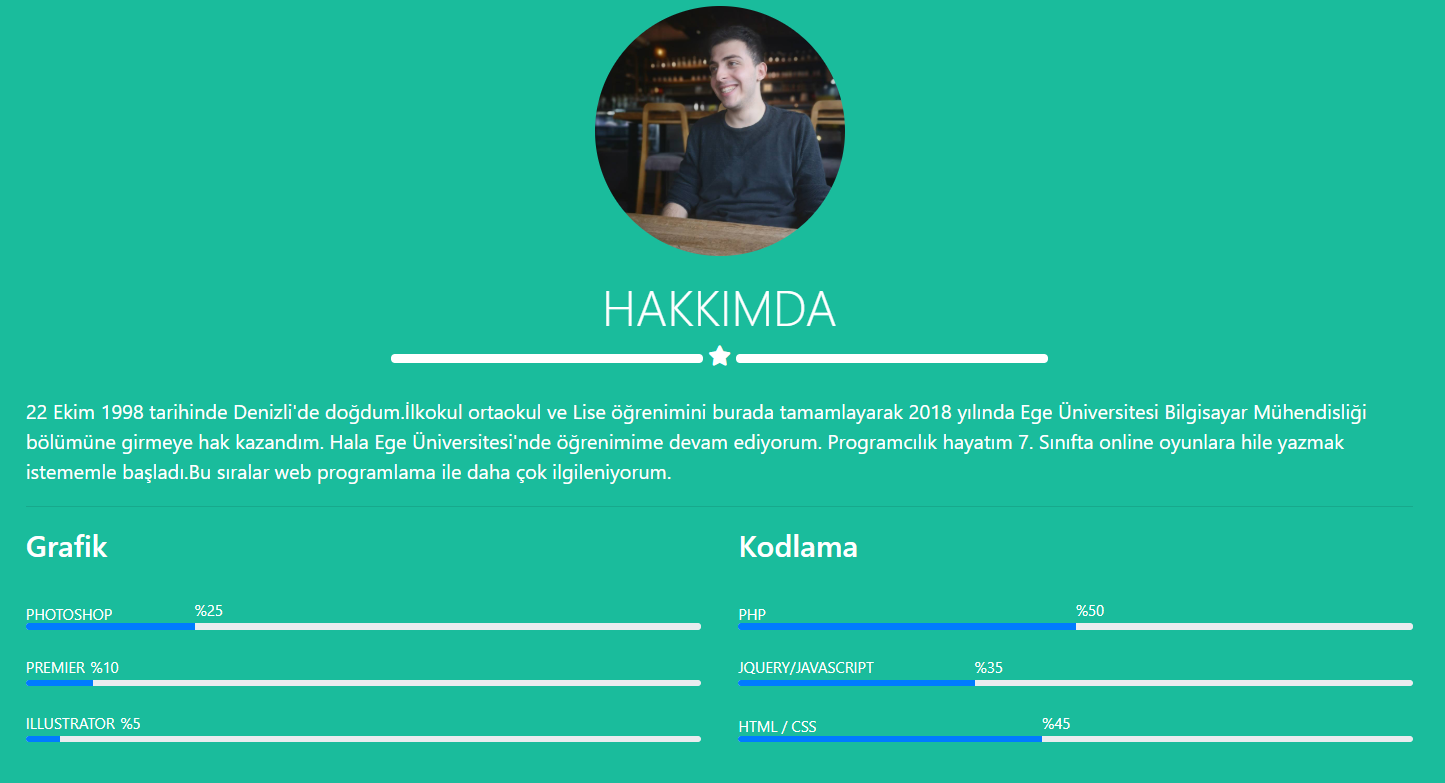 HAKKIMDA
22 Ekim 1998 tarihinde Denizli'de doğdum.İlkokul ortaokul ve Lise öğrenimini burada tamamlayarak 2018 yılında Ege Üniversitesi Bilgisayar Mühendisliği
bölümüne girmeye hak kazandım. Hala Ege Üniversitesi'nde öğrenimime devam ediyorum. Programcılık hayatım 7. Sınıfta online oyunlara hile yazmak
istememle başladı.Bu sıralar web programlama ile daha çok ilgileniyorum.
Grafik
PHOTOSHOP %25
PREMIER %10
ILLUSTRATOR %5
Kodlama
PHP %50
JQUERY/JAVASCRIPT %35
HTML / CSS %45